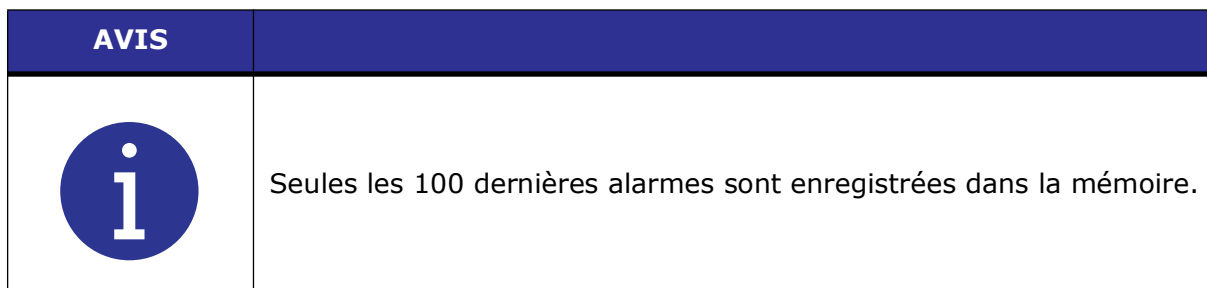 AVIS
Seules les 100 dernières alarmes sont enregistrées dans la mémoire.